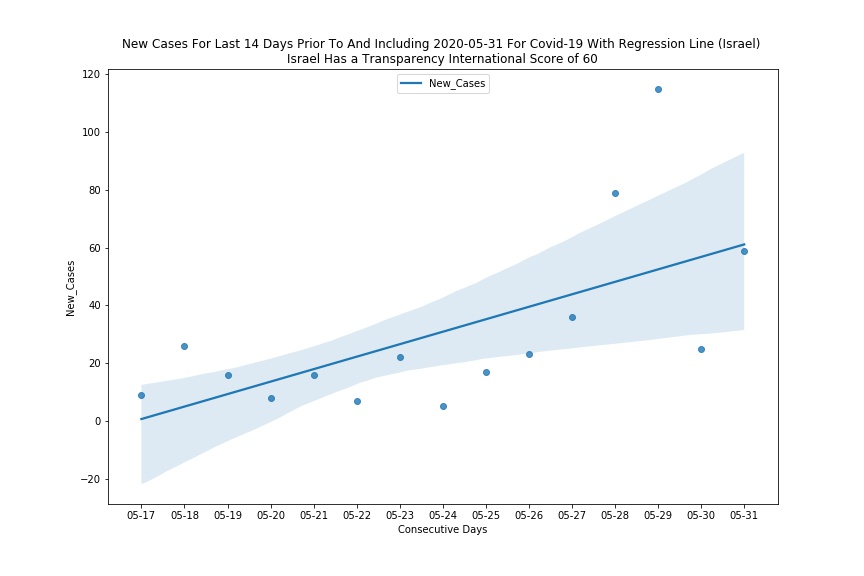 New Cases For Last 14 Days Prior To And Including 2020-05-31 For Covid-19 With Regression Line (Israel)
Israel Has a Transparency International Score of 60
New_Cases
120
100
80
60
40
20
0
−20
New_Cases
05-17 05-18 05-19 05-20 05-21 05-22 05-23 05-24 05-25 05-26 05-27 05-28 05-29 05-30 05-31
Consecutive Days